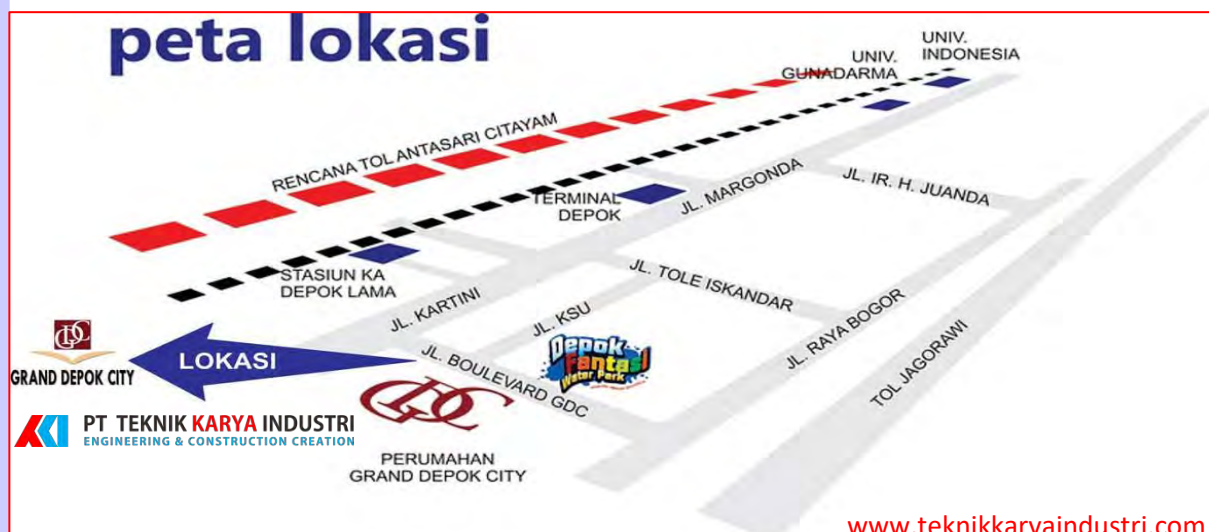 peta lokasi
UNIV.
INDONESIA
UNIV.
GUNADARMA
RENCANA TOL ANTASARI CITAYAM
TERMINAL
DEPOK
JL. MARGONDA
JL. IR. H. JUANDA
STASIUN KA
DEPOK LAMA
JL. TOLE ISKANDAR
JL. KARTINI
JL. KSU
JL. RAYA BOGOR
TOL JAGORAWI
GDC
GRAND DEPOK CITY
LOKASI
JL. BOULEVARD GDC
Depok
Fantasi
Water Park
GDC
PERUMAHAN
GRAND DEPOK CITY
PT TEKNIK KARYA INDUSTRI
ENGINEERING & CONSTRUCTION CREATION
www.teknikkaryaindustri.com